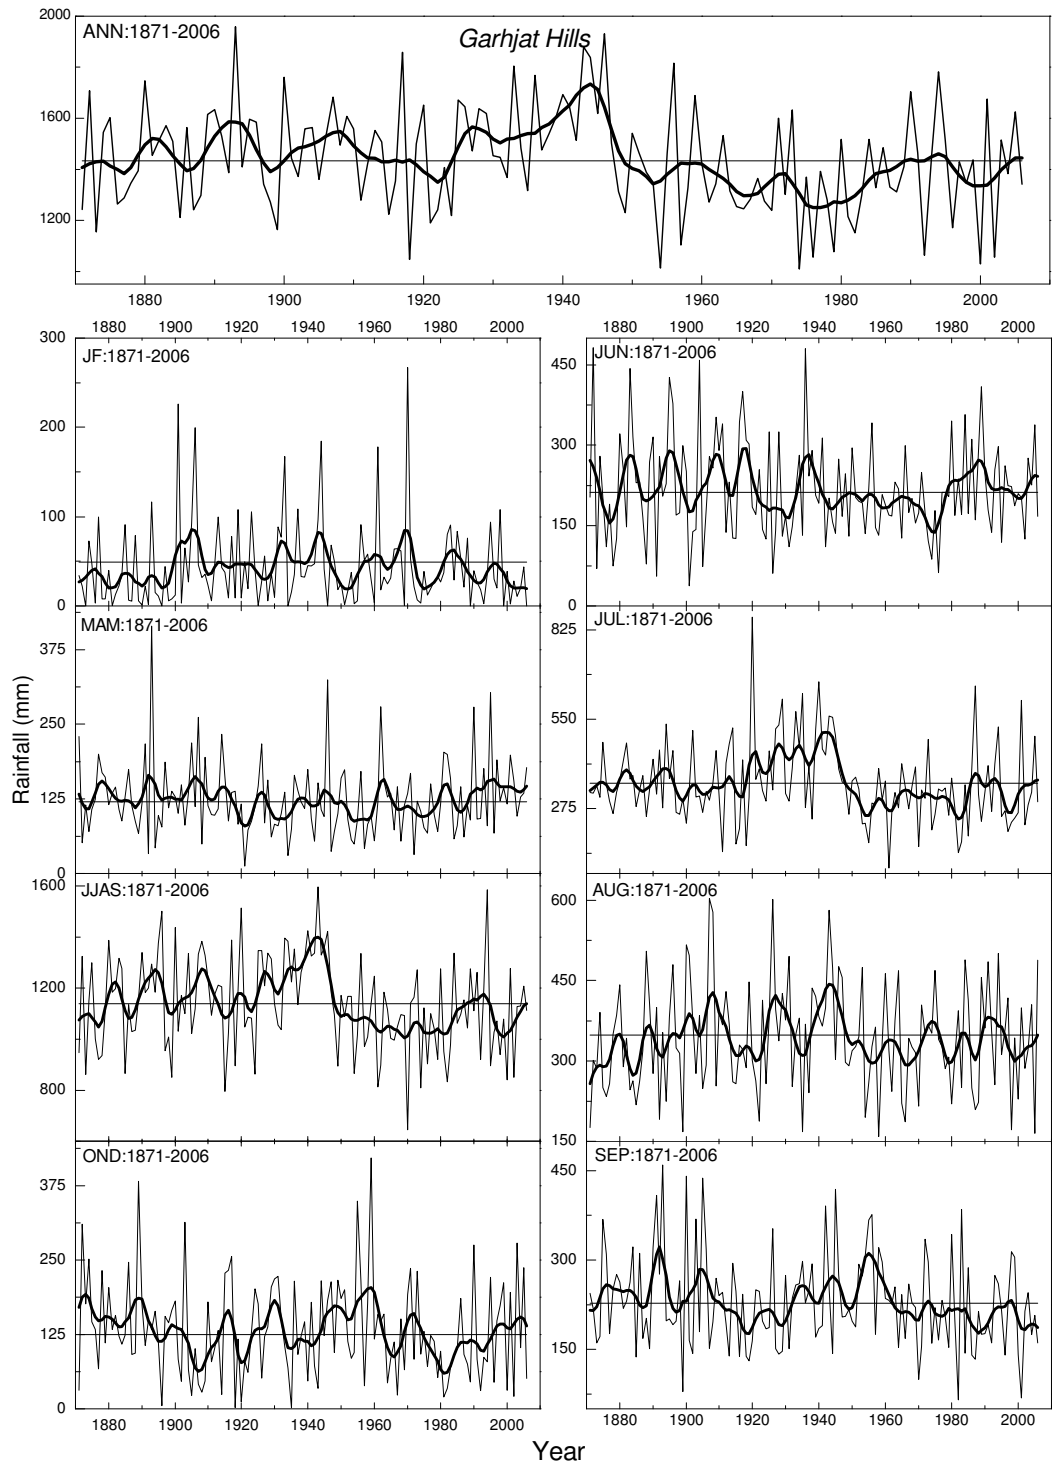 2000
ANN:1871-2006
Garhjat Hills
1600
1200
1880 1900 1920 1940 1960 1980 2000
1880 1900 1920 1940 1960 1980 2000
1880 1900 1920 1940 1960 1980 2000
300
JF:1871-2006
200
100
0
JUN:1871-2006
450
300
150
0
MAM:1871-2006
375
250
125
0
JUL:1871-2006
825
550
275
Rainfall (mm)
JJAS:1871-2006
1600
1200
800
AUG:1871-2006
600
450
300
150
OND:1871-2006
375
250
125
0
SEP:1871-2006
450
300
150
1880 1900 1920 1940 1960 1980 2000
1880 1900 1920 1940 1960 1980 2000
Year